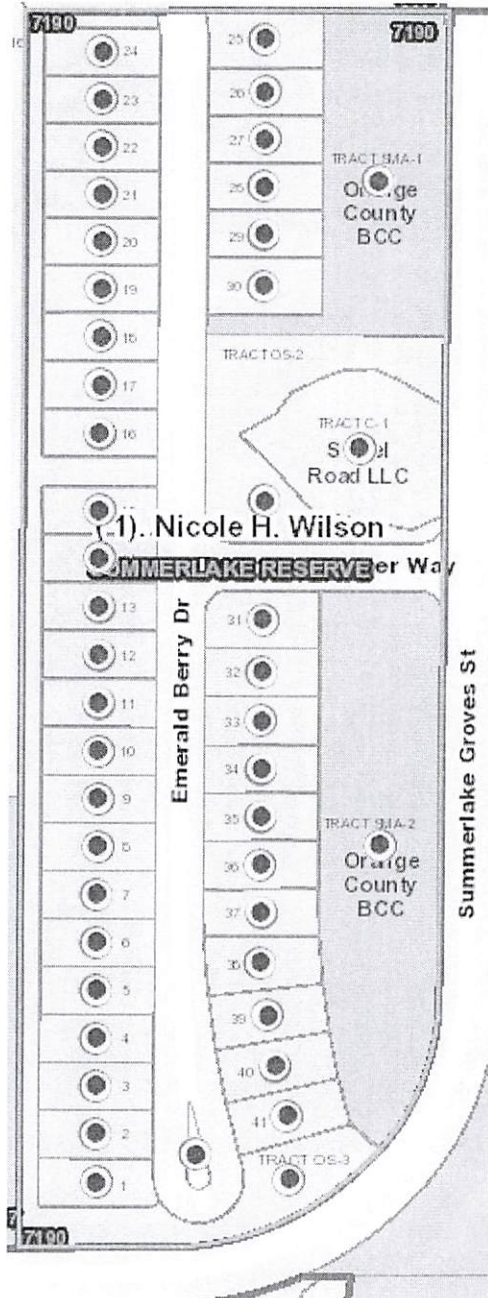 7190
7190
24
25
23
26
22
27
TRACT SMA-1
21
Orange
County
BCC
20
29
19
30
TRACT OS-2
17
16
TRACT C-1
Road LLC
1). Nicole H. Wilson
SUMMERLAKE RESERVE
er Way
13
31
12
32
11
33
10
34
9
35
TRACT SMA-2
Orange
County
BCC
36
7
37
6
5
39
4
40
3
41
2
TRACT OS-3
1
7190
Emerald Berry Dr
Summerlake Groves St